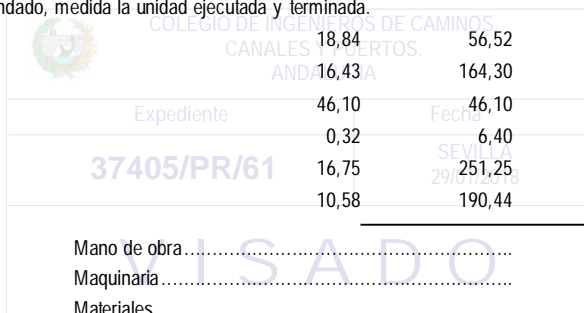 ndado, medida la unidad ejecutada y terminada.
COLEGIO DE INGENIEROS DE CAMINOS
18,84 56,52
CANALES Y PUERTOS.
16,43 164,30
ANDALUCIA
46,10 46,10
Expediente Fecha
0,32 6,40
SEVILLA
37405/PR/61 16,75 251,25
29/01/2018
10,58 190,44
VISADO
Mano de obra
Maquinaria
Materiales